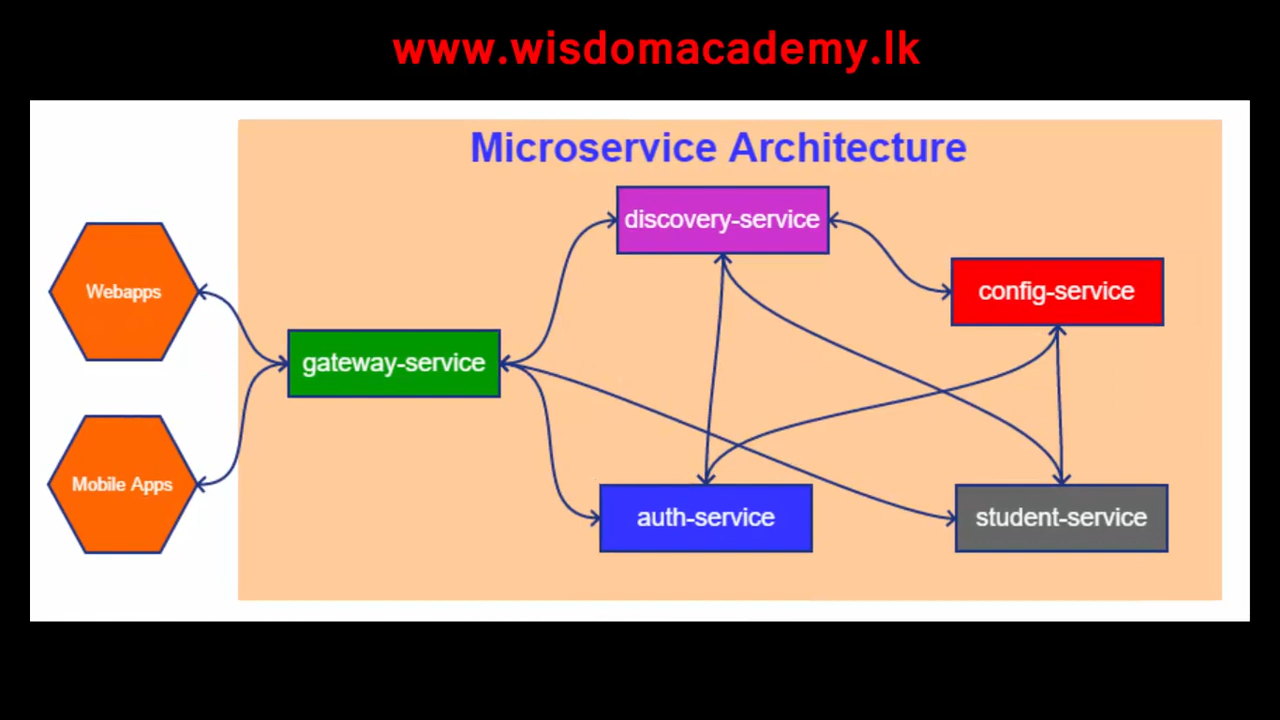 www.wisdomacademy.lk
Microservice Architecture
discovery-service
Webapps
config-service
gateway-service
Mobile Apps
auth-service
student-service